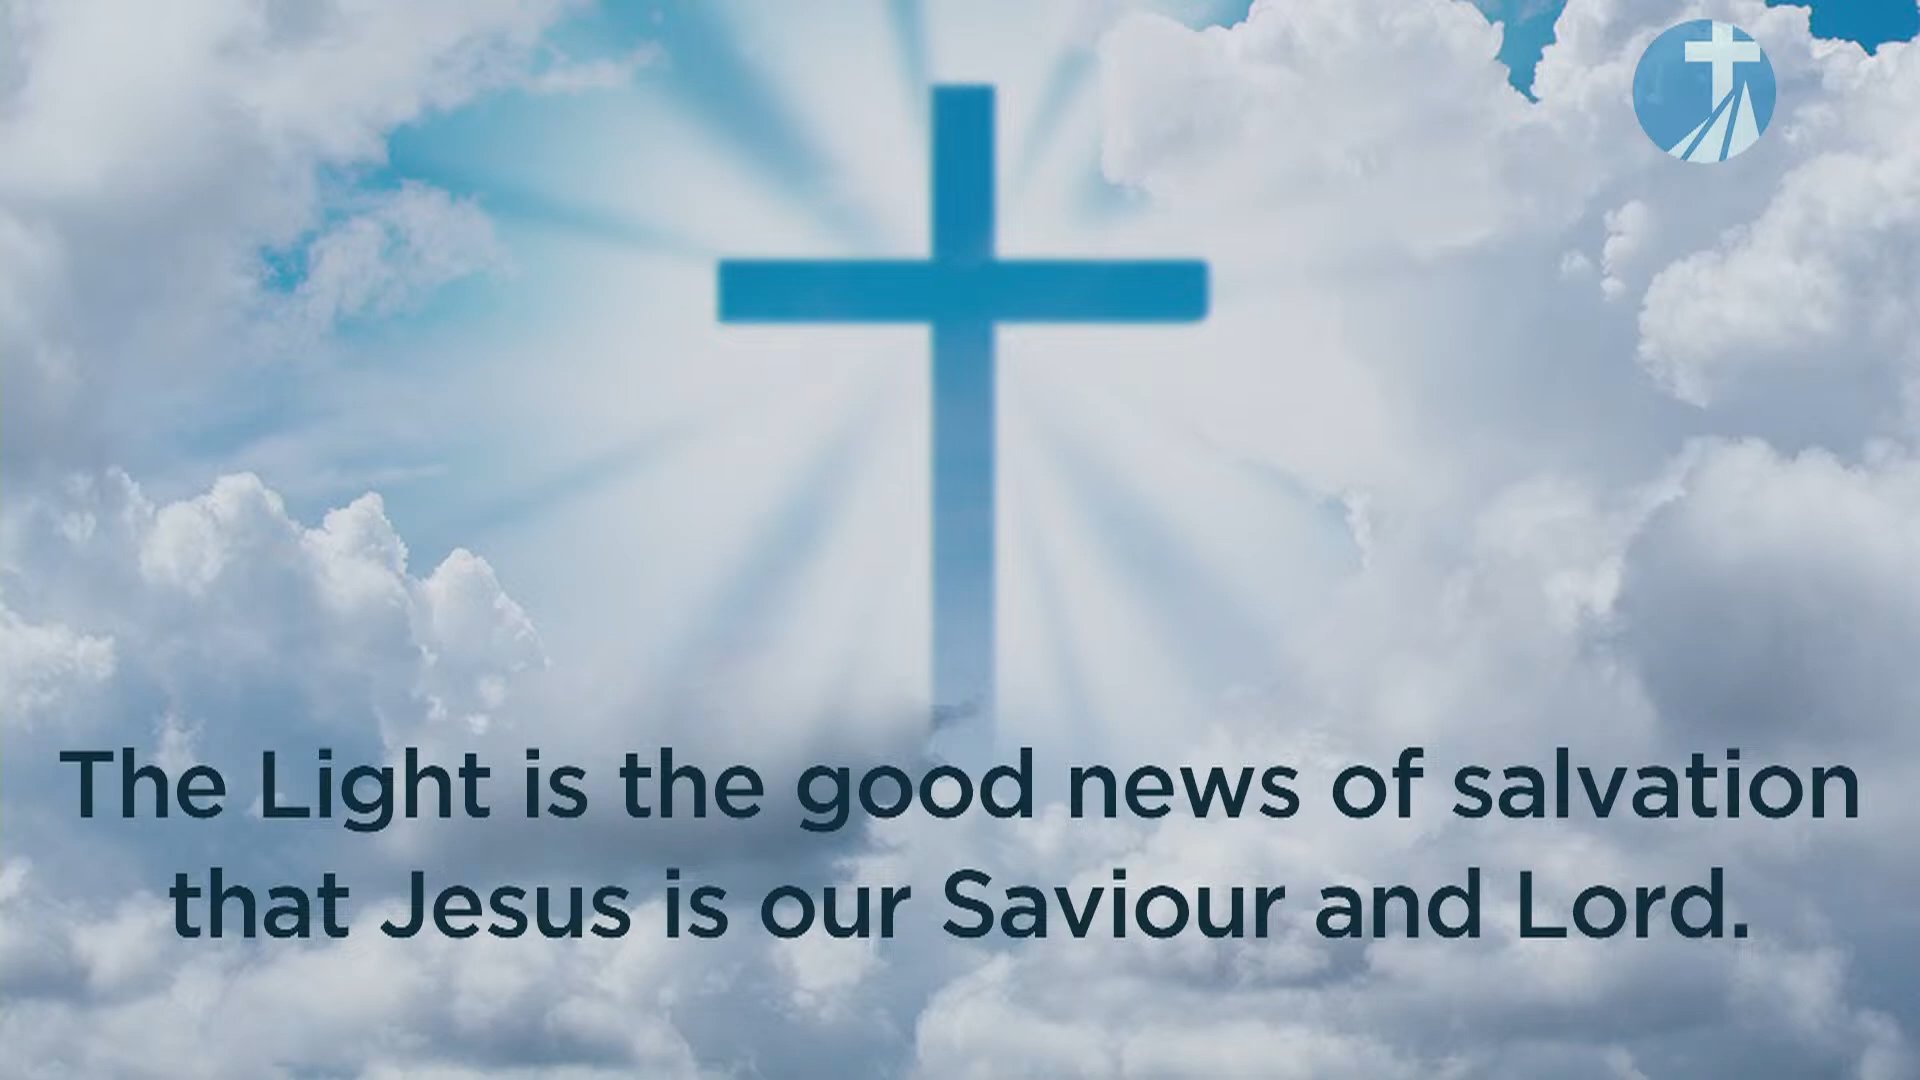 The Light is the good news of salvation
that Jesus is our Saviour and Lord.